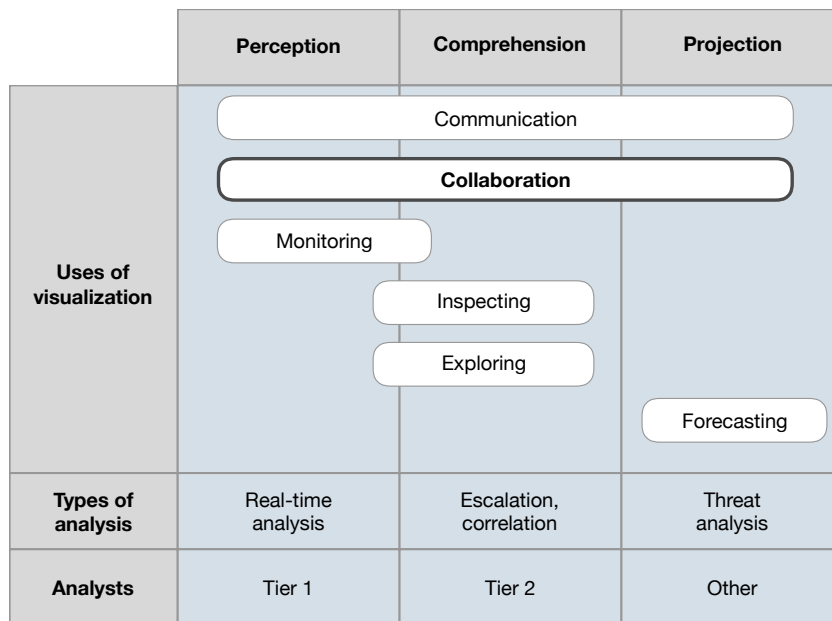 Perception Comprehension Projection
Communication
Collaboration
Monitoring
Uses of
visualization
Inspecting
Exploring
Forecasting
Types of
analysis
Real-time
analysis
Escalation,
correlation
Threat
analysis
Analysts Tier 1 Tier 2 Other